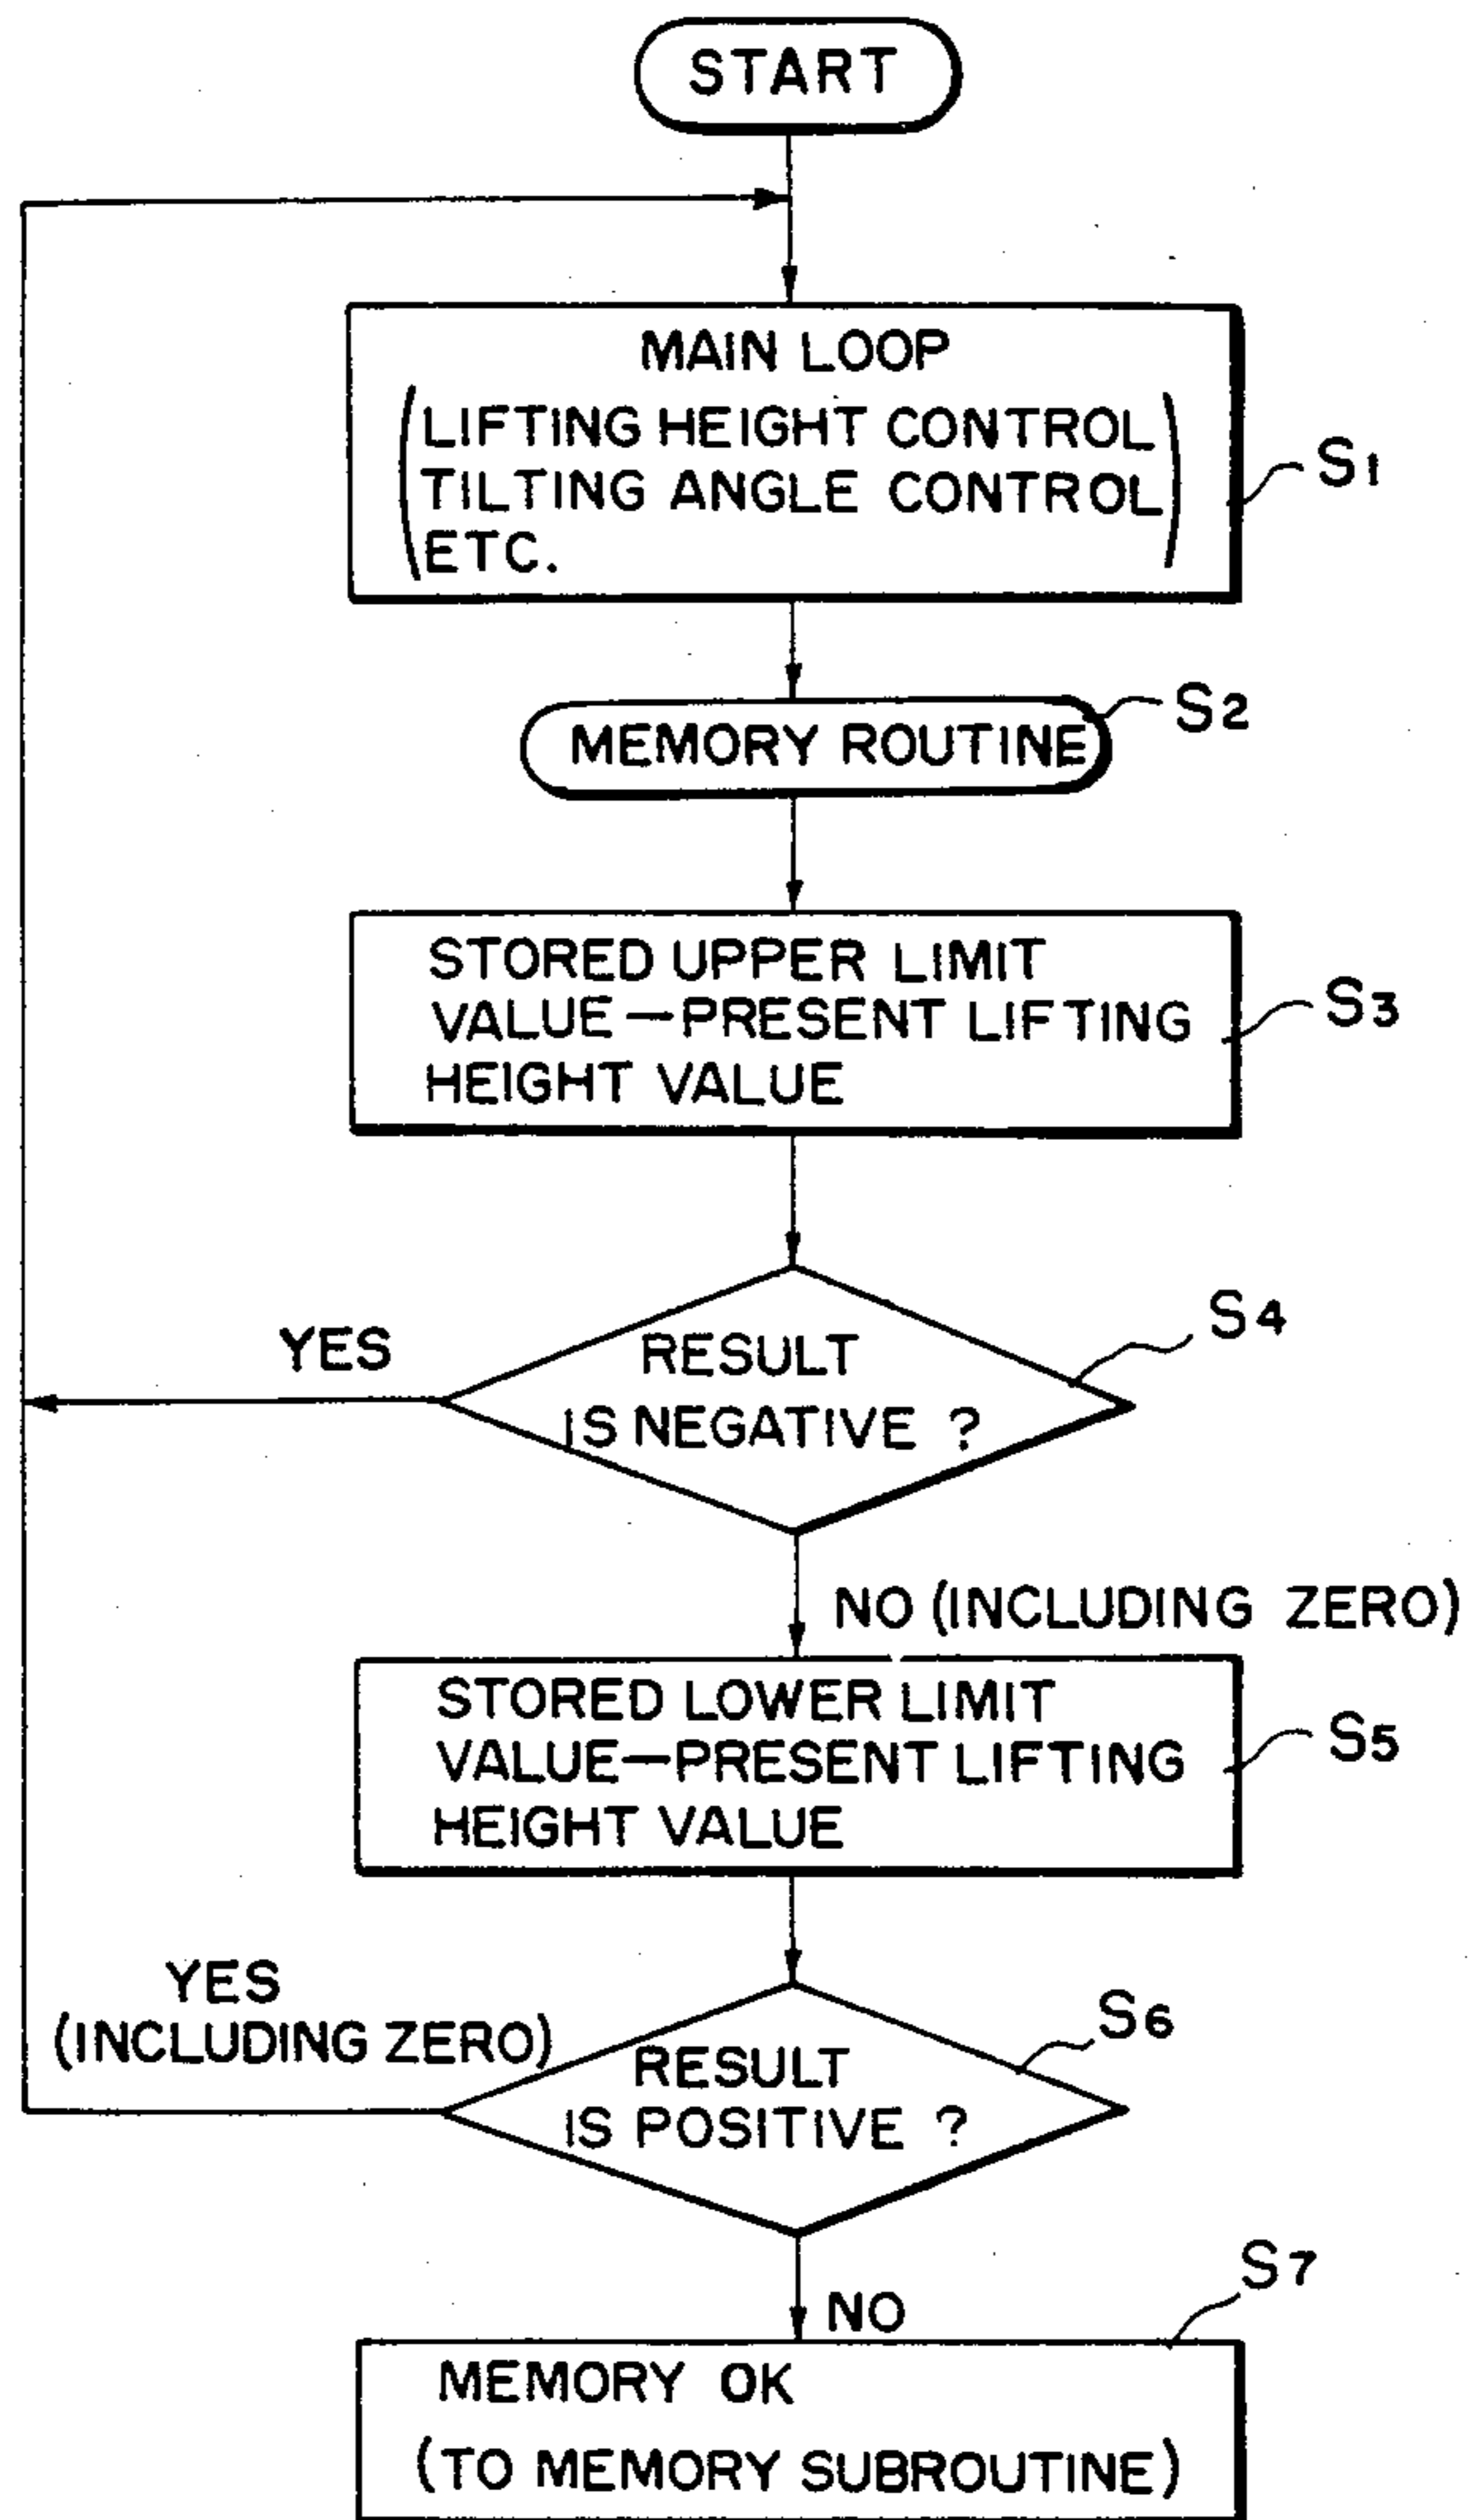 START
MAIN LOOP
(LIFTING HEIGHT CONTROL
TILTING ANGLE CONTROL
ETC.)
S1
MEMORY ROUTINE
S2
STORED UPPER LIMIT
VALUE—PRESENT LIFTING
HEIGHT VALUE
S3
RESULT
IS NEGATIVE ?
S4
YES
NO (INCLUDING ZERO)
STORED LOWER LIMIT
VALUE—PRESENT LIFTING
HEIGHT VALUE
S5
YES
(INCLUDING ZERO)
RESULT
IS POSITIVE ?
S6
NO
S7
MEMORY OK
(TO MEMORY SUBROUTINE)